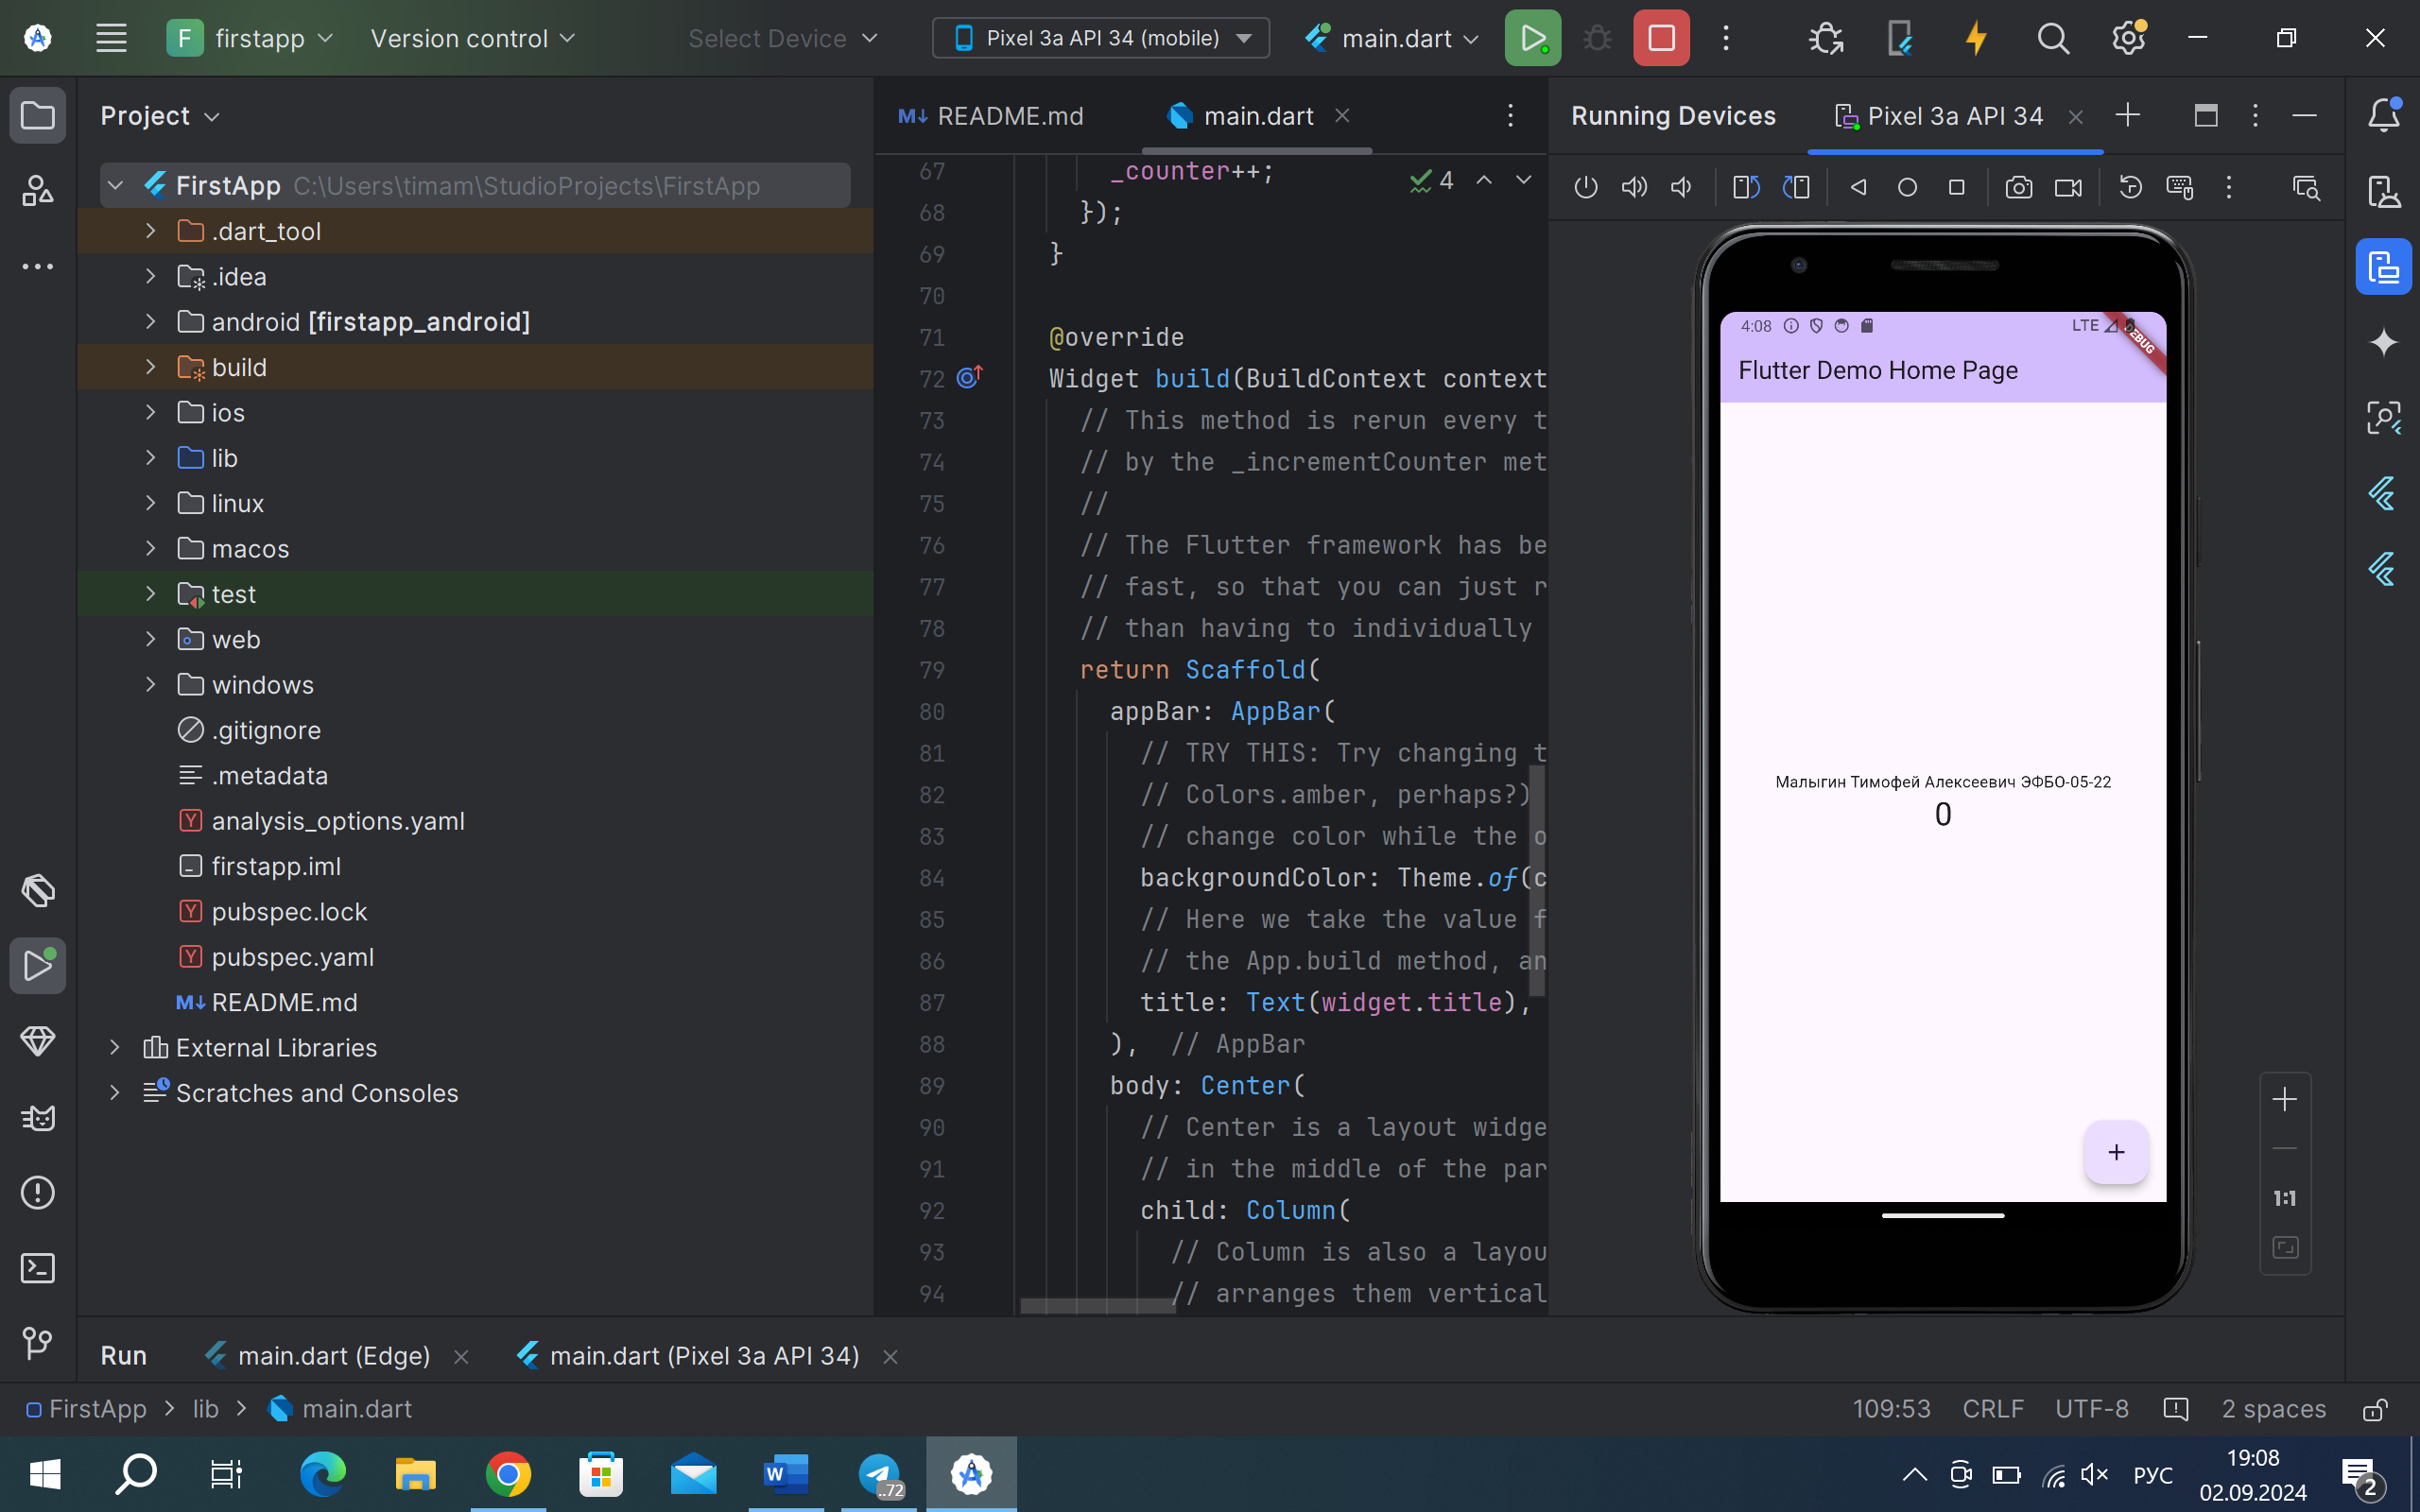 F firstapp Version control Select Device Pixel 3a API 34 (mobile) main.dart
Project
FirstApp C:\Users\timam\StudioProjects\FirstApp
.dart_tool
.idea
android [firstapp_android]
build
ios
lib
linux
macos
test
web
windows
.gitignore
.metadata
analysis_options.yaml
firstapp.iml
pubspec.lock
pubspec.yaml
README.md
External Libraries
Scratches and Consoles
README.md main.dart
4
67 _counter++;
68 });
69 }
70
71 @override
72 Widget build(BuildContext context
73 // This method is rerun every t
74 // by the _incrementCounter met
75 //
76 // The Flutter framework has be
77 // fast, so that you can just r
78 // than having to individually
79 return Scaffold(
80 appBar: AppBar(
81 // TRY THIS: Try changing t
82 // Colors.amber, perhaps?)
83 // change color while the o
84 backgroundColor: Theme.of(c
85 // Here we take the value f
86 // the App.build method, an
87 title: Text(widget.title),
88 ), // AppBar
89 body: Center(
90 // Center is a layout widge
91 // in the middle of the par
92 child: Column(
93 // Column is also a layou
94 // arranges them vertical
Running Devices Pixel 3a API 34
4:08 LTE
DEBUG
Flutter Demo Home Page
Малыгин Тимофей Алексеевич ЭФБО-05-22
0
+
1:1
Run main.dart (Edge) main.dart (Pixel 3a API 34)
FirstApp > lib > main.dart
109:53 CRLF UTF-8 2 spaces
..72
РУС
19:08
02.09.2024
2